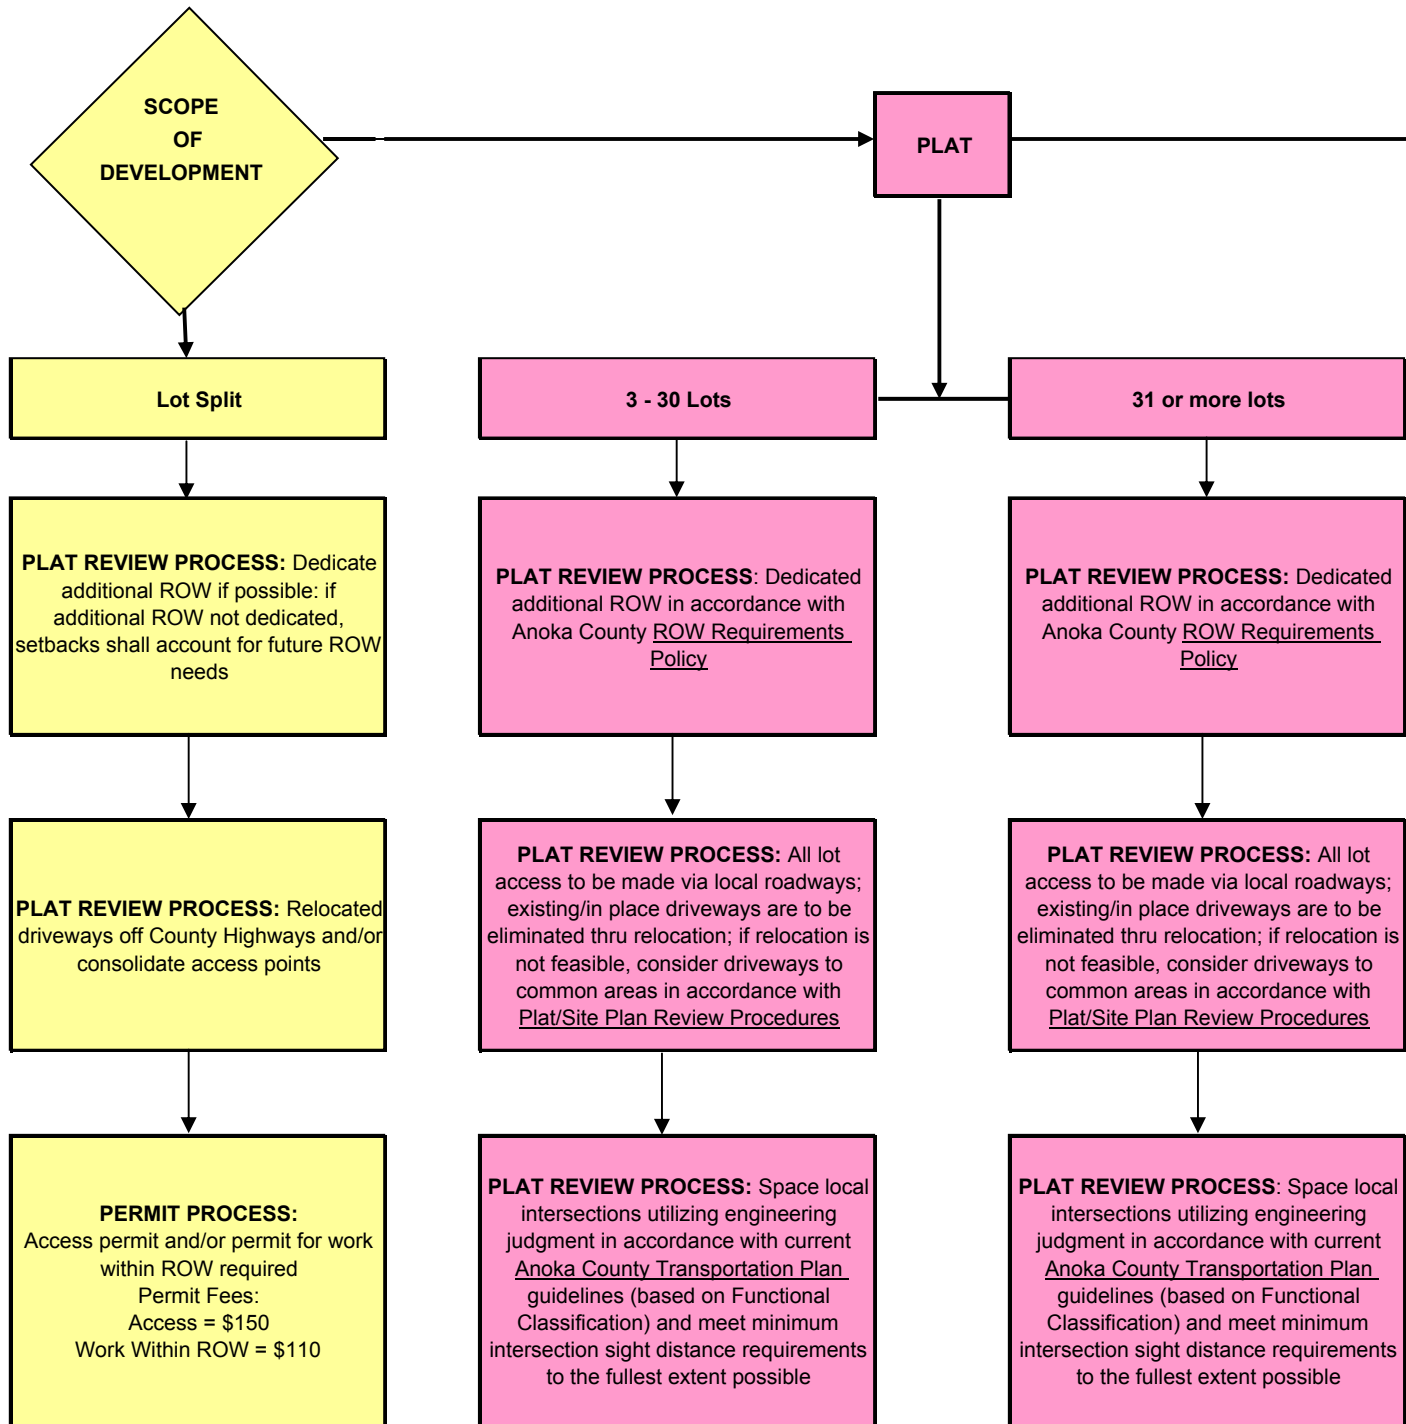 SCOPE
OF
DEVELOPMENT
PLAT
Lot Split
3 - 30 Lots
31 or more lots
PLAT REVIEW PROCESS: Dedicate
additional ROW if possible: if
additional ROW not dedicated,
setbacks shall account for future ROW
needs
PLAT REVIEW PROCESS: Dedicated
additional ROW in accordance with
Anoka County ROW Requirements
Policy
PLAT REVIEW PROCESS: Dedicated
additional ROW in accordance with
Anoka County ROW Requirements
Policy
PLAT REVIEW PROCESS: Relocated
driveways off County Highways and/or
consolidate access points
PLAT REVIEW PROCESS: All lot
access to be made via local roadways;
existing/in place driveways are to be
eliminated thru relocation; if relocation is
not feasible, consider driveways to
common areas in accordance with
Plat/Site Plan Review Procedures
PLAT REVIEW PROCESS: All lot
access to be made via local roadways;
existing/in place driveways are to be
eliminated thru relocation; if relocation is
not feasible, consider driveways to
common areas in accordance with
Plat/Site Plan Review Procedures
PERMIT PROCESS:
Access permit and/or permit for work
within ROW required
Permit Fees:
Access = $150
Work Within ROW = $110
PLAT REVIEW PROCESS: Space local
intersections utilizing engineering
judgment in accordance with current
Anoka County Transportation Plan
guidelines (based on Functional
Classification) and meet minimum
intersection sight distance requirements
to the fullest extent possible
PLAT REVIEW PROCESS: Space local
intersections utilizing engineering
judgment in accordance with current
Anoka County Transportation Plan
guidelines (based on Functional
Classification) and meet minimum
intersection sight distance requirements
to the fullest extent possible